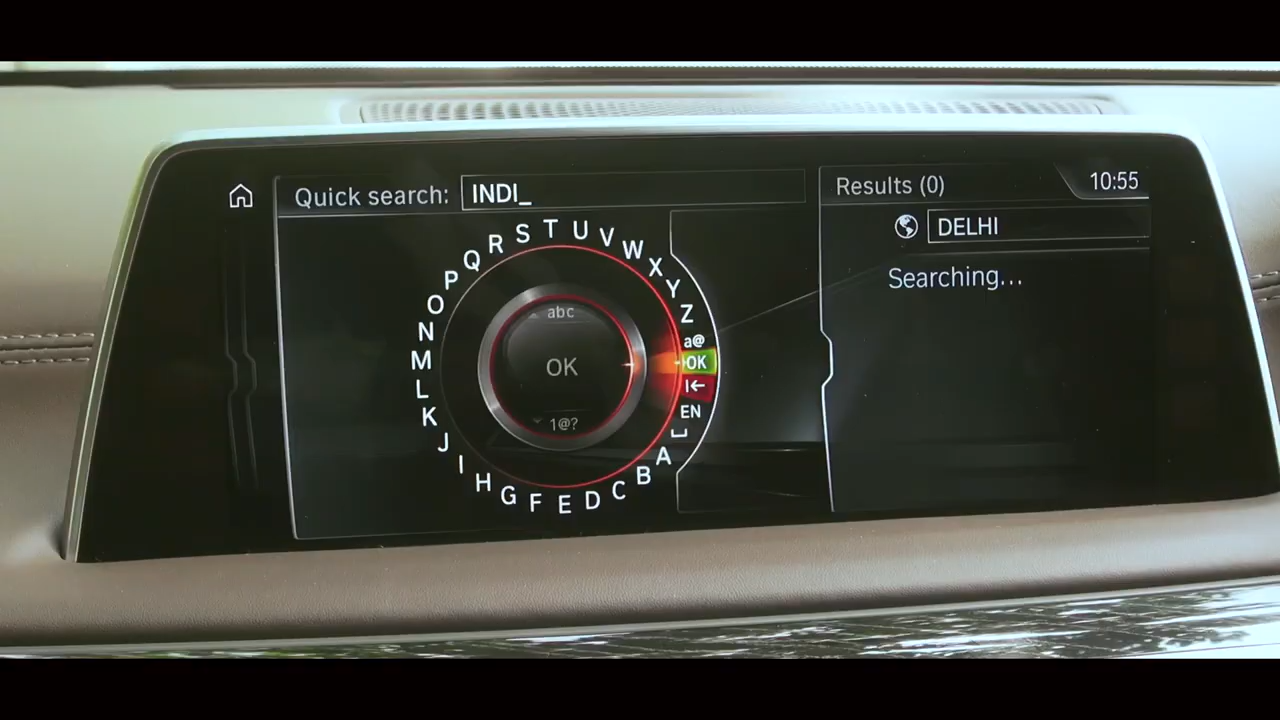 Quick search: INDI_
Results (0)
10:55
DELHI
Searching...
abc
OK
1@?
A B C D E F G H I J K L M N O P Q R S T U V W X Y Z
a@
OK
EN